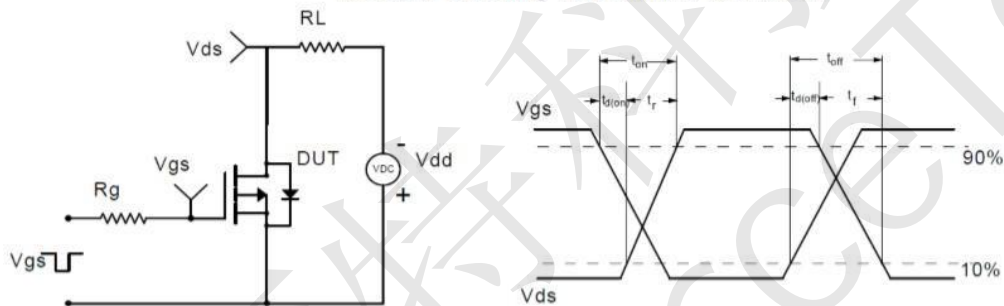 RL
Vds
Vgs
DUT
Rg
Vgs
VDC
-
Vdd
+
ton
toff
td(on)
tr
td(off)
tf
Vgs
90%
10%
Vds